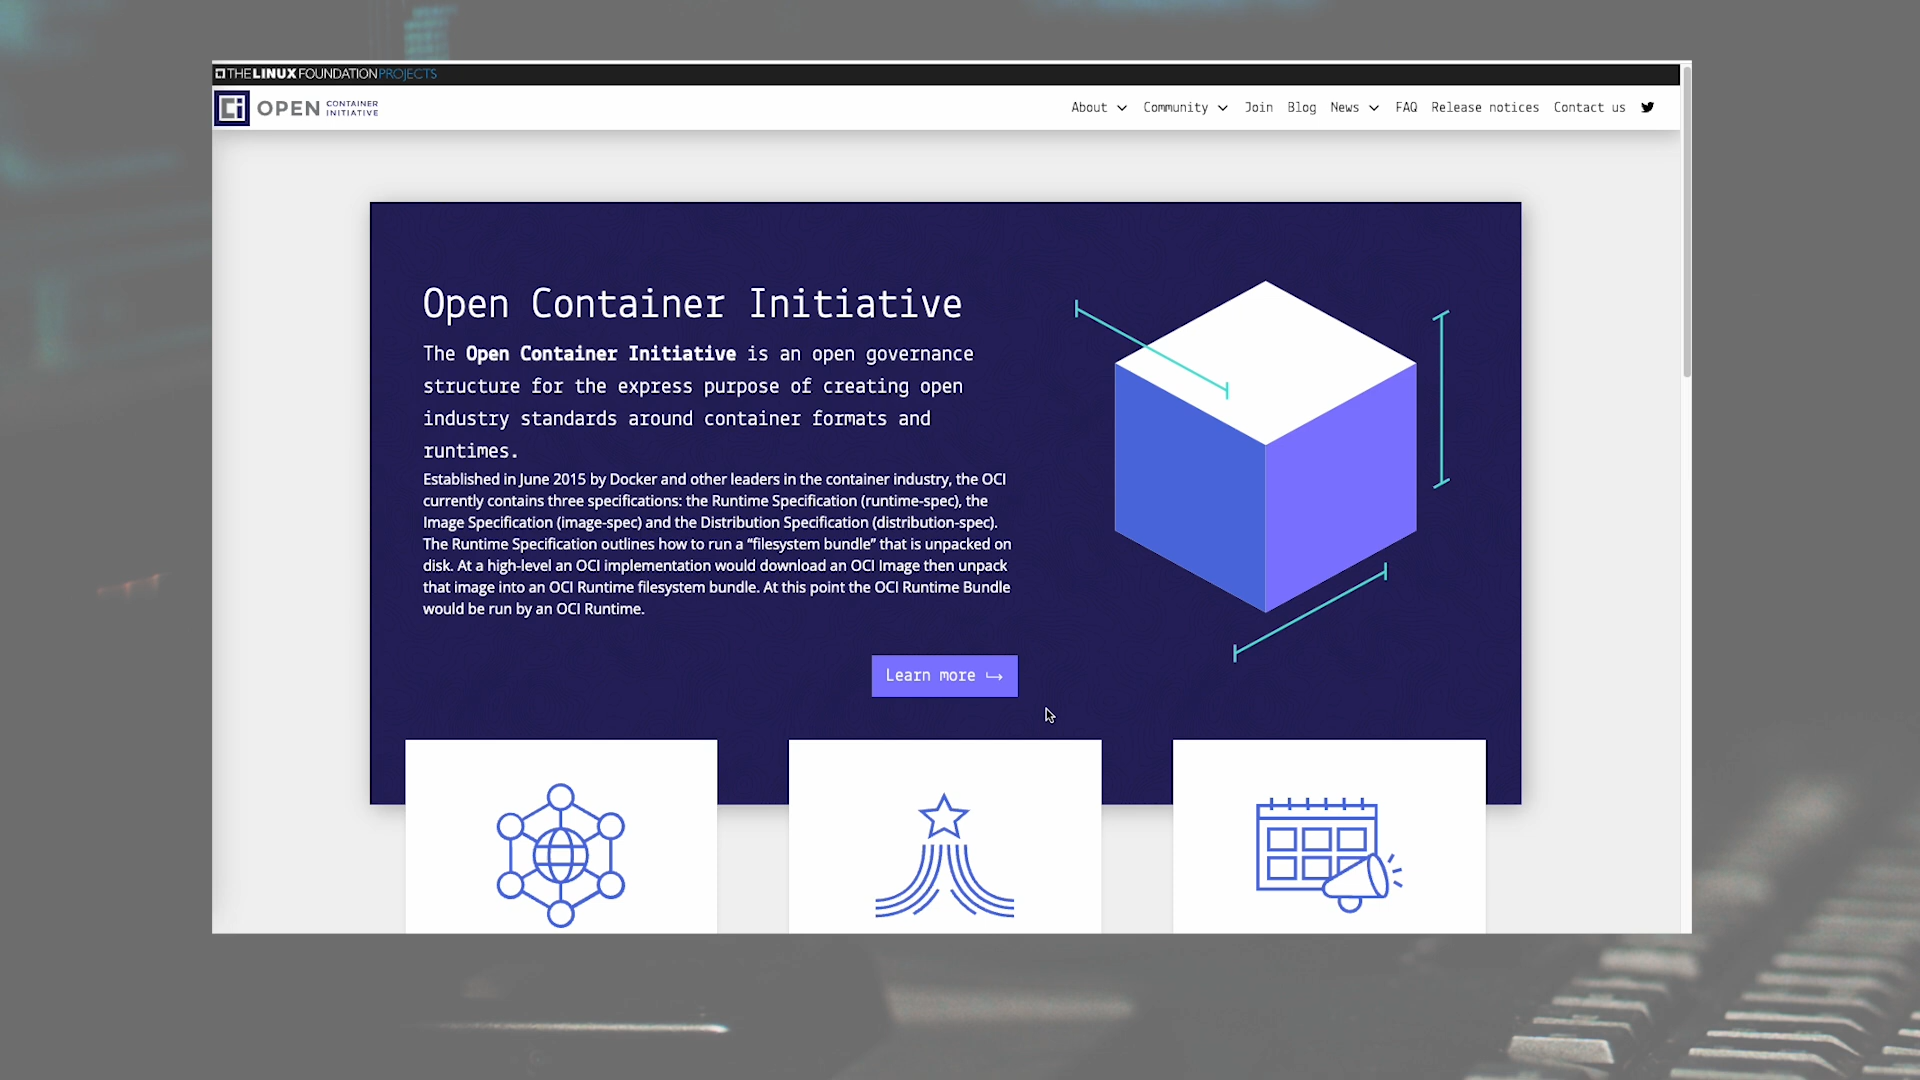 THE LINUX FOUNDATION PROJECTS
Ci OPEN CONTAINER INITIATIVE
About Community Join Blog News FAQ Release notices Contact us
Open Container Initiative
The Open Container Initiative is an open governance
structure for the express purpose of creating open
industry standards around container formats and
runtimes.
Established in June 2015 by Docker and other leaders in the container industry, the OCI
currently contains three specifications: the Runtime Specification (runtime-spec), the
Image Specification (image-spec) and the Distribution Specification (distribution-spec).
The Runtime Specification outlines how to run a “filesystem bundle” that is unpacked on
disk. At a high-level an OCI implementation would download an OCI Image then unpack
that image into an OCI Runtime filesystem bundle. At this point the OCI Runtime Bundle
would be run by an OCI Runtime.
Learn more